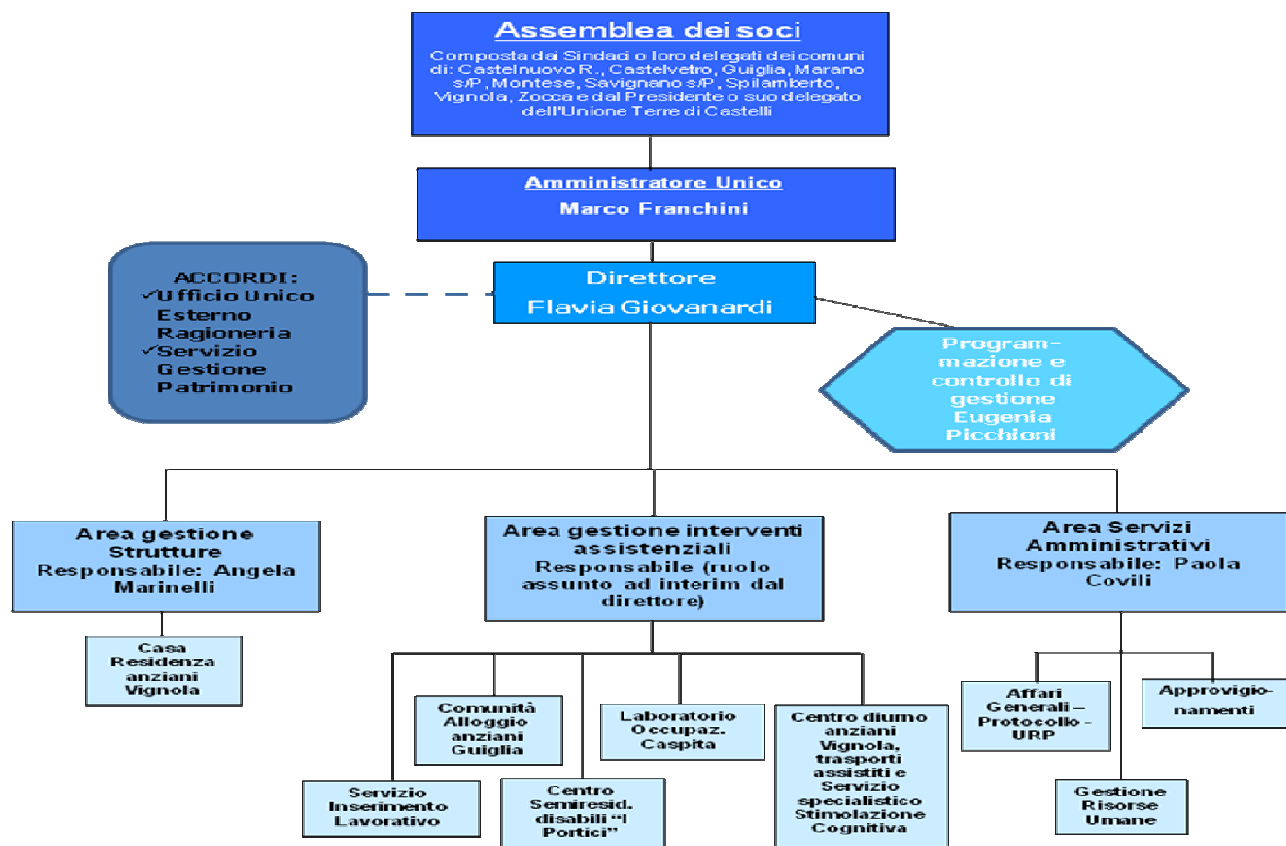 Assemblea dei soci
Composta dai Sindaci o loro delegati dei comuni
di: Castelnuovo R., Castelvetro, Guiglia, Marano
s/P, Montese, Savignano s/P, Spilamberto,
Vignola, Zocca e dal Presidente o suo delegato
dell'Unione Terre di Castelli
Amministratore Unico
Marco Franchini
Direttore
Flavia Giovanardi
ACCORDI:
✓Ufficio Unico
Esterno
Ragioneria
✓Servizio
Gestione
Patrimonio
Program-
mazione e
controllo di
gestione
Eugenia
Picchioni
Area gestione
Strutture
Responsabile: Angela
Marinelli
Area gestione interventi
assistenziali
Responsabile (ruolo
assunto ad interim dal
direttore)
Area Servizi
Amministrativi
Responsabile: Paola
Covili
Casa
Residenza
anziani
Vignola
Servizio
Inserimento
Lavorativo
Comunità
Alloggio
anziani
Guiglia
Centro
Semiresid.
disabili “I
Portici”
Laboratorio
Occupaz.
Caspita
Centro diurno
anziani
Vignola,
trasporti
assistiti e
Servizio
specialistico
Stimolazione
Cognitiva
Affari
Generali –
Protocollo -
URP
Gestione
Risorse
Umane
Approvigio-
namenti